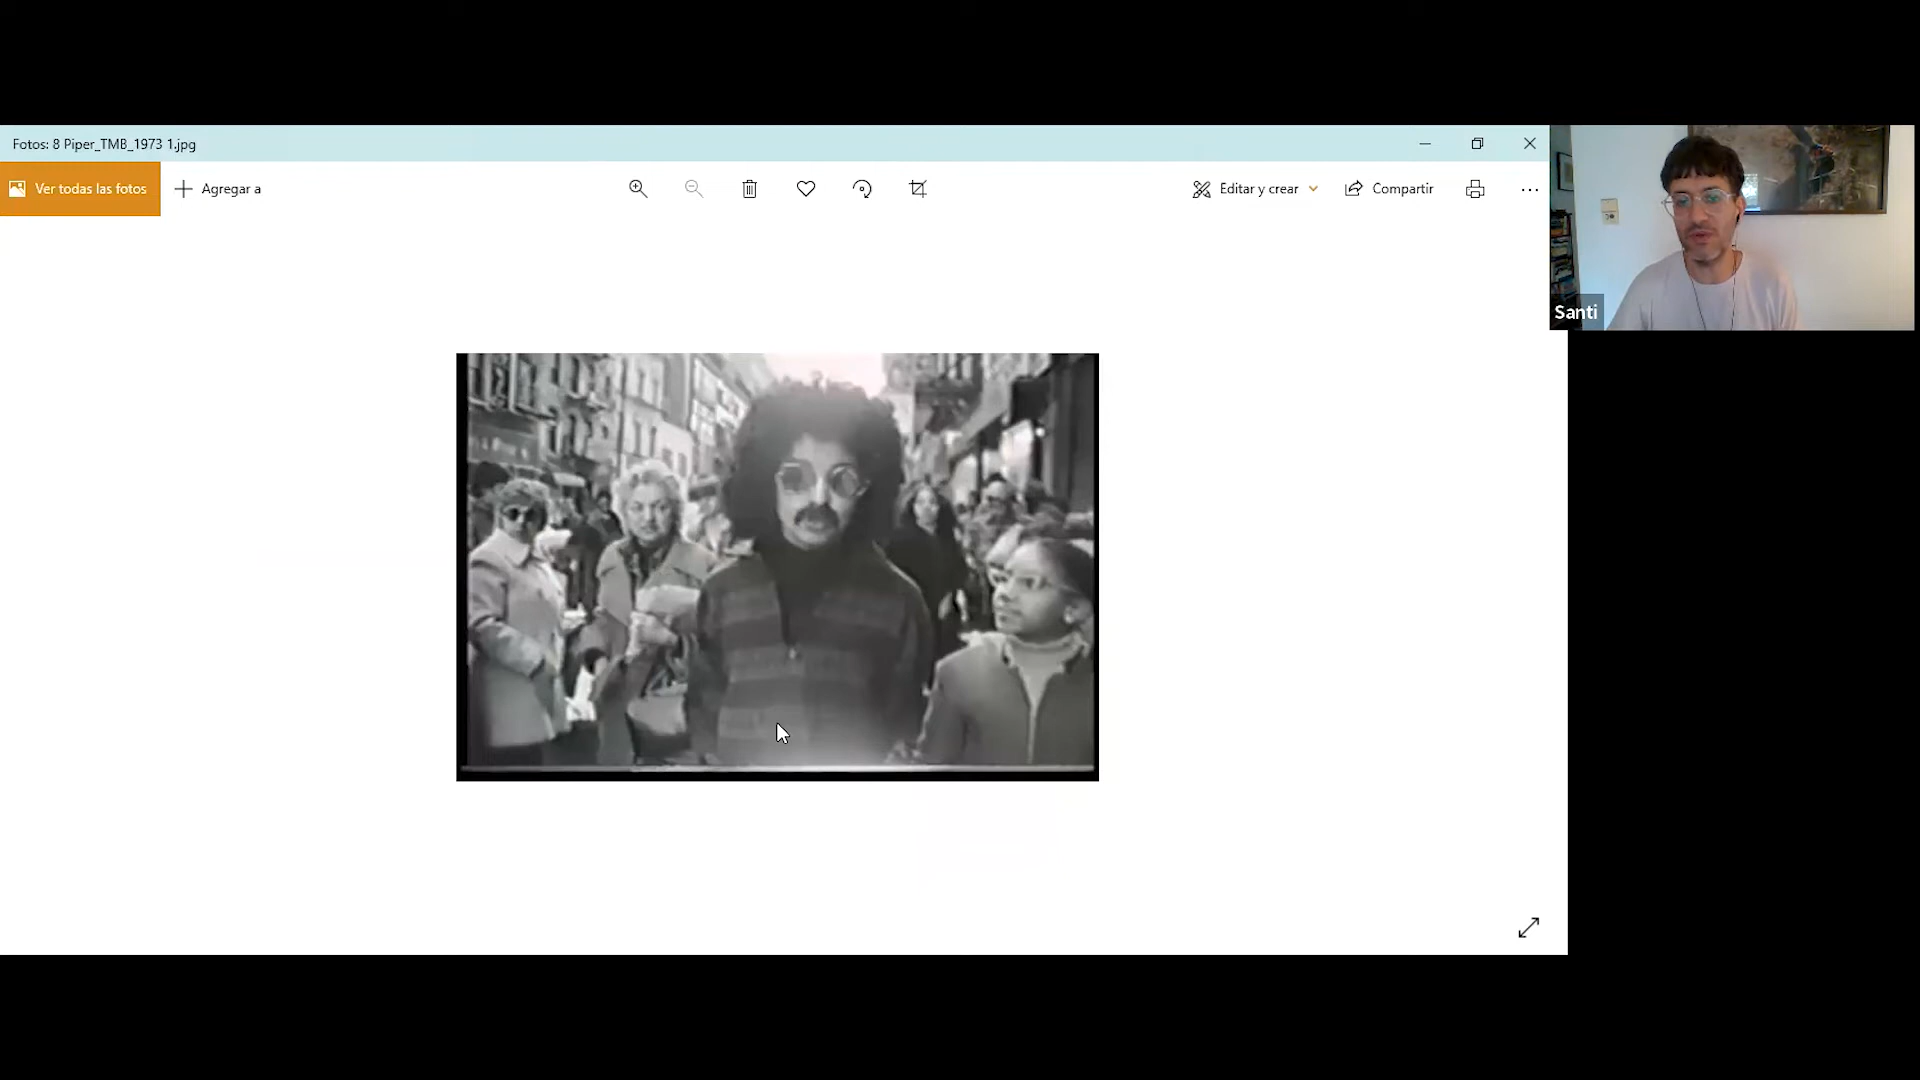 Fotos: 8 Piper_TMB_1973 1.jpg
Ver todas las fotos
Agregar a
Editar y crear
Compartir
Santi